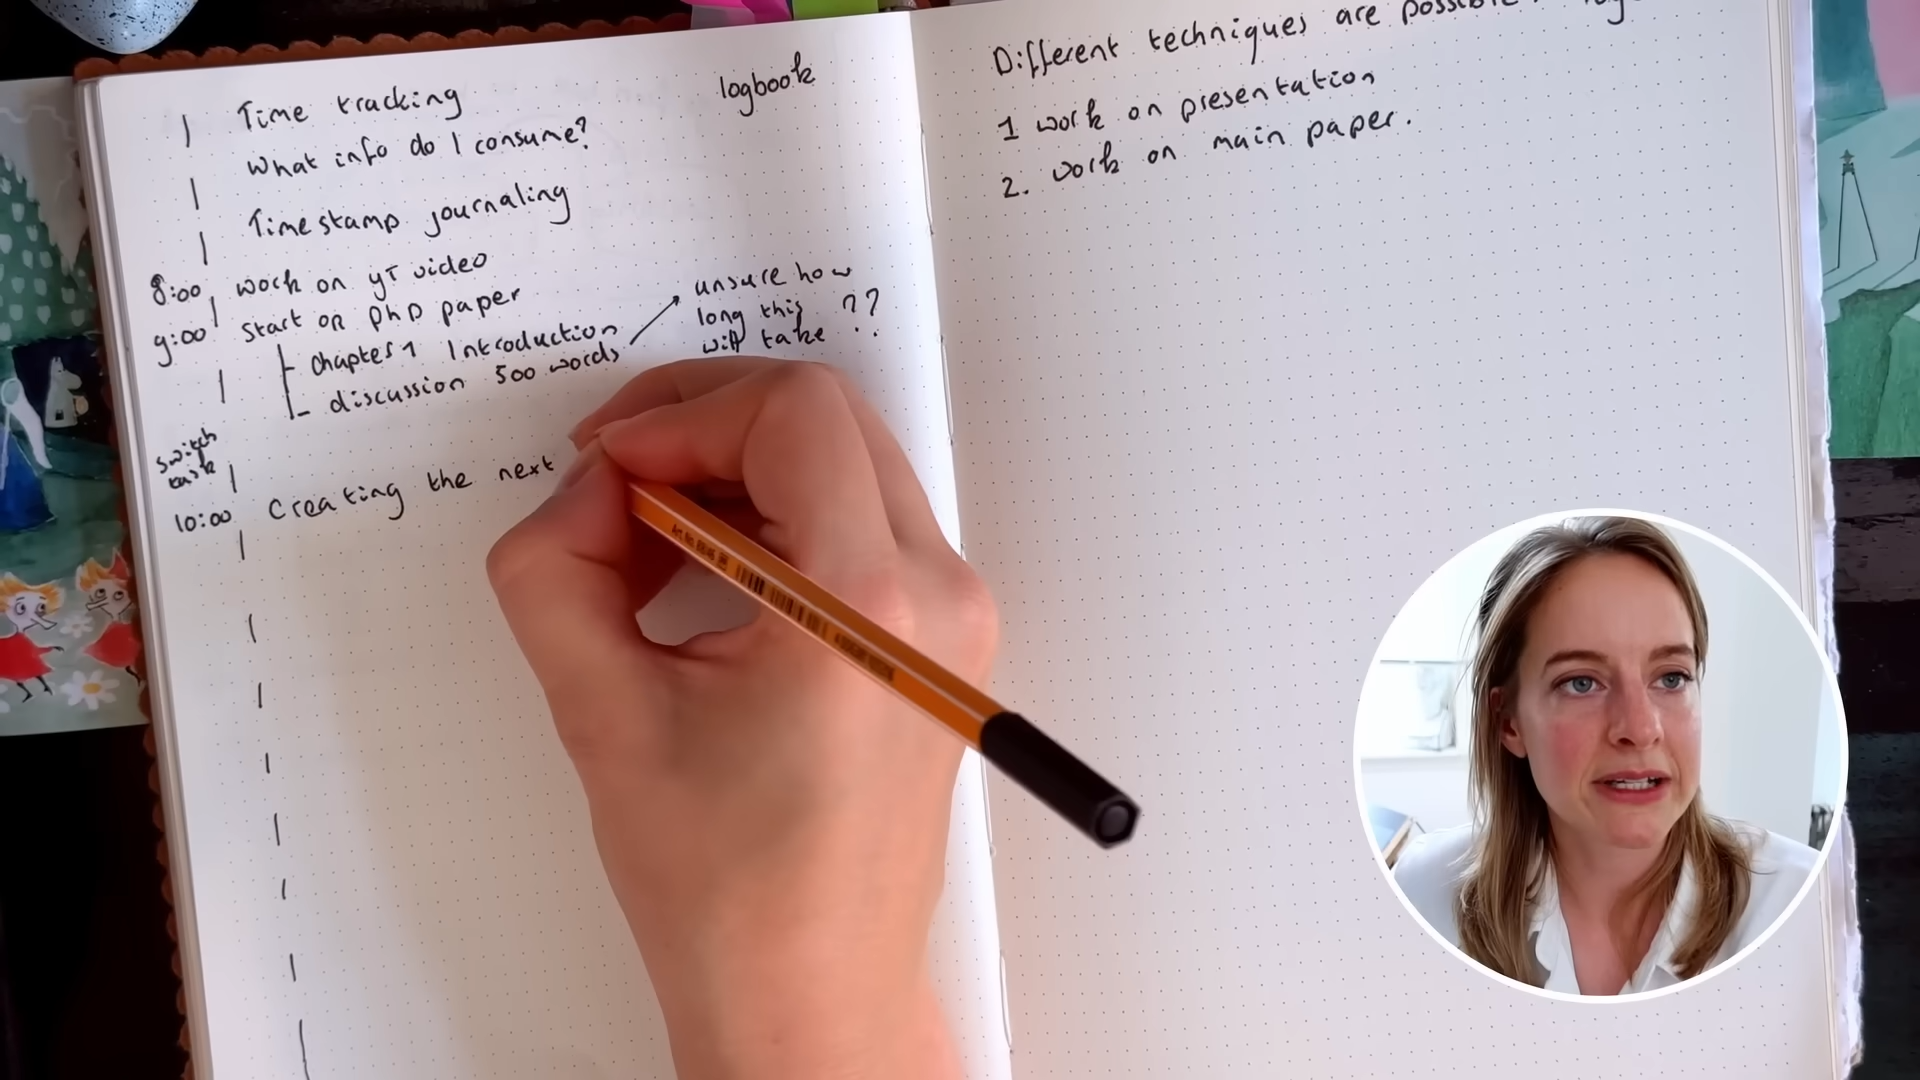 Time tracking
logbook
What info do I consume?
Timestamp journaling
8:00 work on YT video
9:00 Start on PhD paper
Chapter 1 Introduction
discussion 500 words
unsure how
long this
will take ??
switch
task
10:00 Creating the next
Different techniques are possible
1 work on presentation
2. work on main paper.